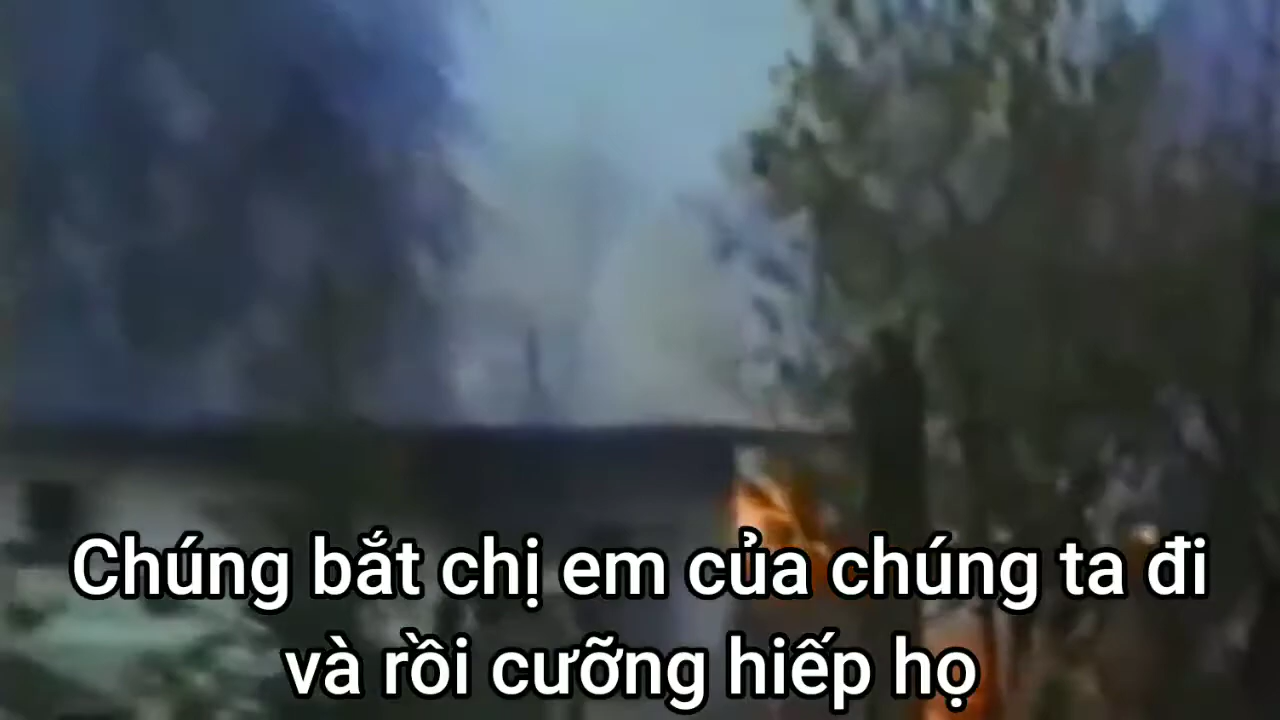 Chúng bắt chị em của chúng ta đi
và rồi cưỡng hiếp họ